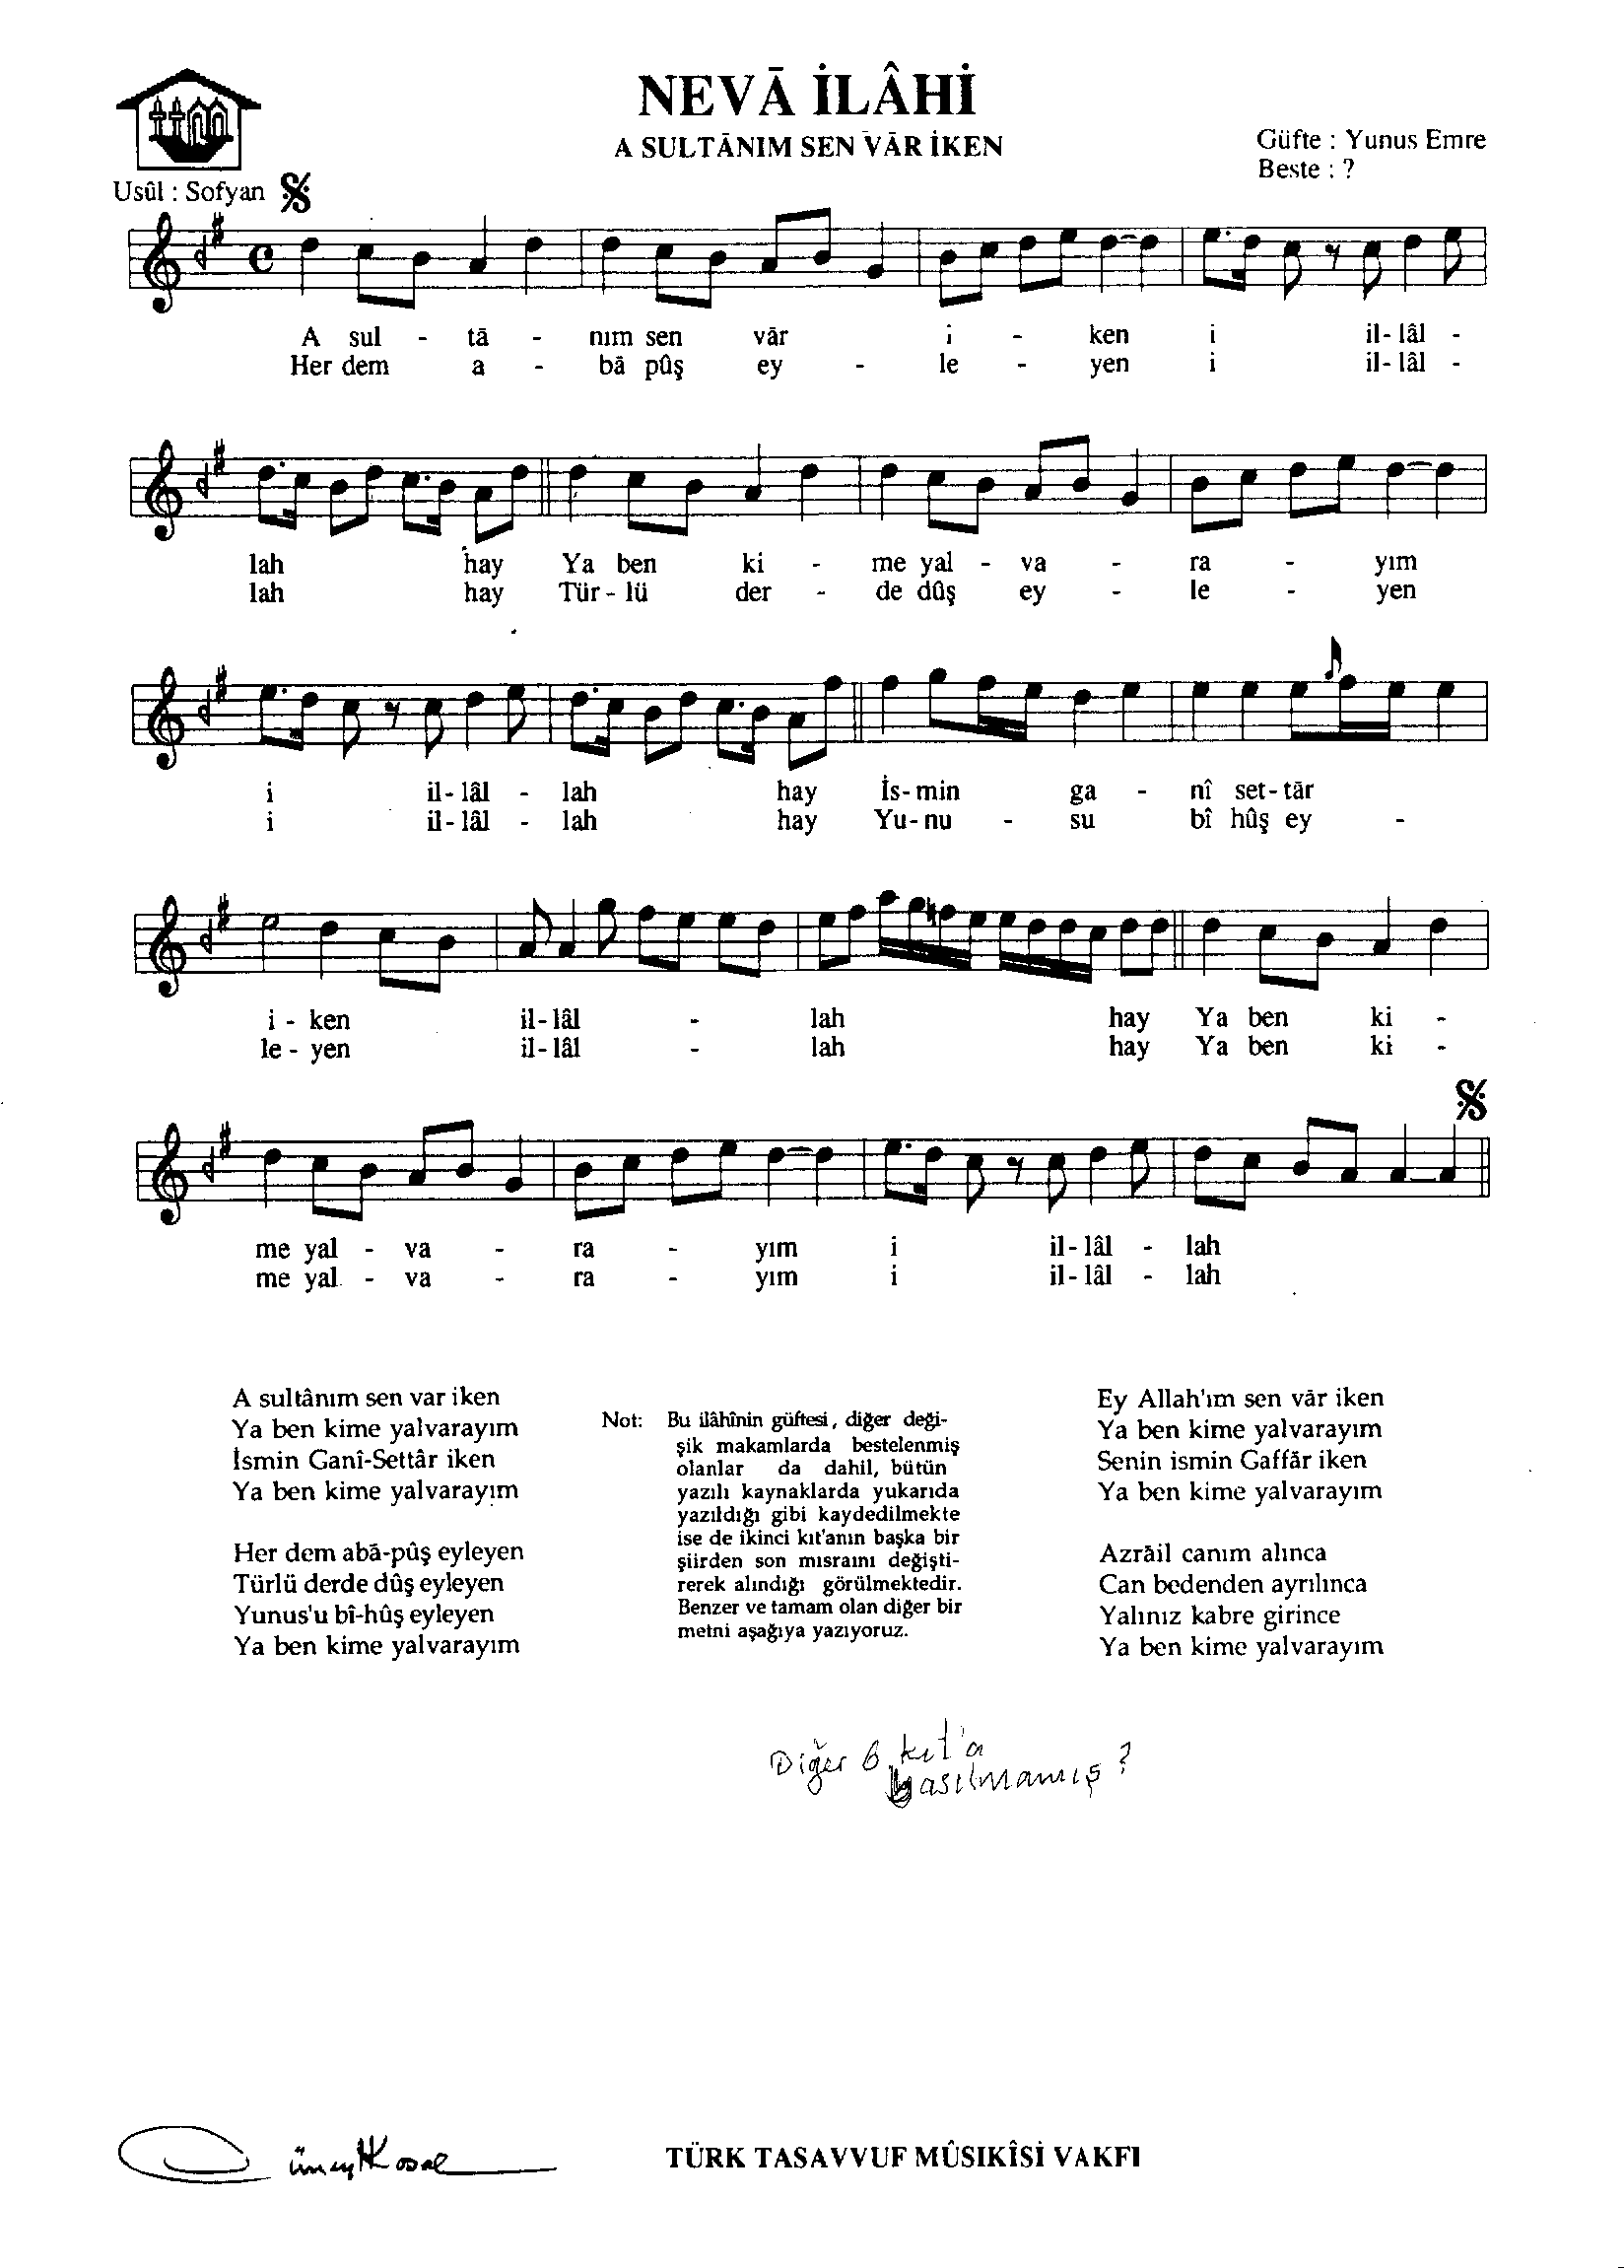 NEVĀ İLÂHİ
A SULTĀNIM SEN VĀR İKEN
Güfte : Yunus Emre
Beste : ?
Usûl : Sofyan
A sul - tā - nım sen vār i - ken i il- lâl -
Her dem a - bā pûş ey - le - yen i il- lâl -
lah hay Ya ben ki - me yal - va - ra - yım
lah hay Tür - lü der - de dûş ey - le - yen
i il- lâl - lah hay İs- min ga - nî set- tār
i il- lâl - lah hay Yu- nu - su bî hûş ey -
i - ken il- lâl - lah hay Ya ben ki -
le - yen il- lâl - lah hay Ya ben ki -
me yal - va - ra - yım i il- lâl - lah
me yal - va - ra - yım i il- lâl - lah
A sultânım sen var iken
Ya ben kime yalvarayım
İsmin Ganî-Settâr iken
Ya ben kime yalvarayım
Her dem abā-pûş eyleyen
Türlü derde dûş eyleyen
Yunus'u bî-hûş eyleyen
Ya ben kime yalvarayım
Not: Bu ilâhînin güftesi, diğer deği-
şik makamlarda bestelenmiş
olanlar da dahil, bütün
yazılı kaynaklarda yukarıda
yazıldığı gibi kaydedilmekte
ise de ikinci kıt'anın başka bir
şiirden son mısraını değişti-
rerek alındığı görülmektedir.
Benzer ve tamam olan diğer bir
metni aşağıya yazıyoruz.
Ey Allah'ım sen vār iken
Ya ben kime yalvarayım
Senin ismin Gaffār iken
Ya ben kime yalvarayım
Azrāil canım alınca
Can bedenden ayrılınca
Yalınız kabre girince
Ya ben kime yalvarayım
Diğer 6 kıt'a
basılmamış ?
TÜRK TASAVVUF MÛSIKÎSİ VAKFI